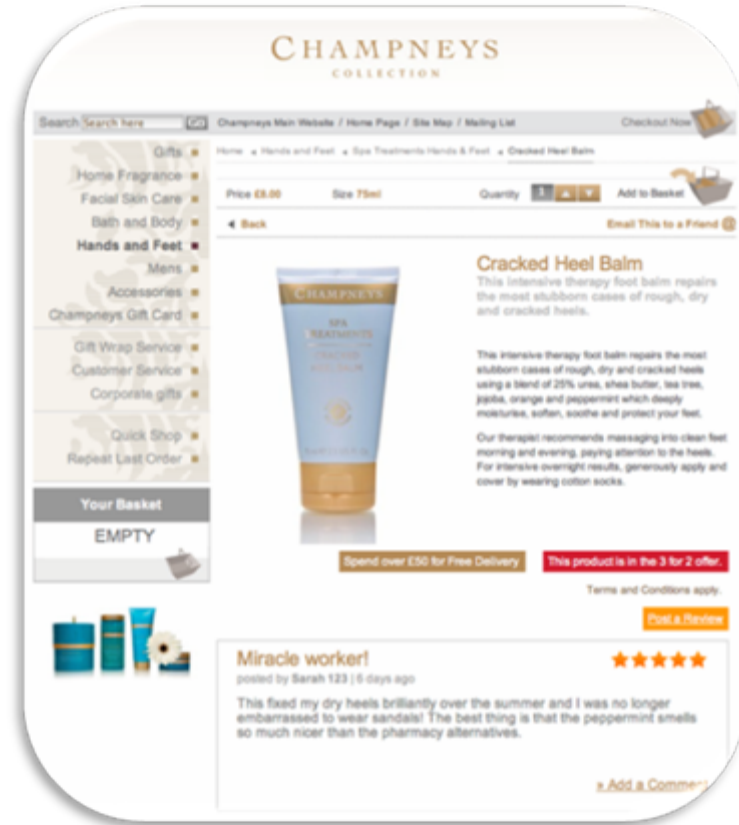 CHAMPNEYS
COLLECTION
Search Search here GO
Champneys Main Website / Home Page / Site Map / Mailing List
Checkout Now
Gifts
Home Fragrance
Facial Skin Care
Bath and Body
Hands and Feet
Mens
Accessories
Champneys Gift Card
Gift Wrap Service
Customer Service
Corporate gifts
Quick Shop
Repeat Last Order
Your Basket
EMPTY
Home Hands and Feet Spa Treatments Hands & Feet Cracked Heel Balm
Price £8.00 Size 75ml Quantity 1 Add to Basket
Back Email This to a Friend @
CHAMPNEYS
SPA
TREATMENTS
CRACKED
HEEL BALM
Cracked Heel Balm
This intensive therapy foot balm repairs
the most stubborn cases of rough, dry
and cracked heels.
This intensive therapy foot balm repairs the most
stubborn cases of rough, dry and cracked heels
using a blend of 25% urea, shea butter, tea tree,
jojoba, orange and peppermint which deeply
moisturise, soften, soothe and protect your feet.
Our therapist recommends massaging into clean feet
morning and evening, paying attention to the heels.
For intensive overnight results, generously apply and
cover by wearing cotton socks.
Spend over £50 for Free Delivery This product is in the 3 for 2 offer.
Terms and Conditions apply.
Post a Review
Miracle worker!
posted by Sarah 123 | 6 days ago
This fixed my dry heels brilliantly over the summer and I was no longer
embarrassed to wear sandals! The best thing is that the peppermint smells
so much nicer than the pharmacy alternatives.
» Add a Comment